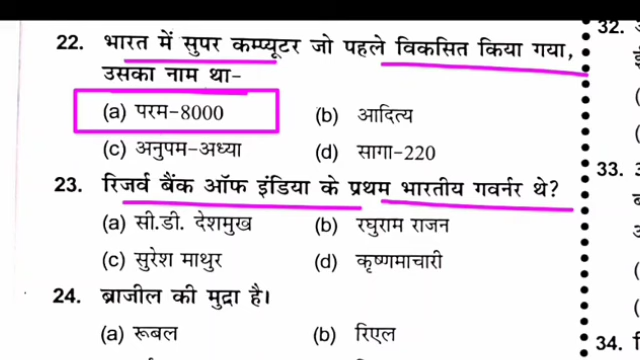 22. भारत में सुपर कम्प्यूटर जो पहले विकसित किया गया,
उसका नाम था-
(a) परम-8000 (b) आदित्य
(c) अनुपम-अध्या (d) सागा-220
23. रिजर्व बैंक ऑफ इंडिया के प्रथम भारतीय गवर्नर थे?
(a) सी.डी. देशमुख (b) रघुराम राजन
(c) सुरेश माथुर (d) कृष्णमाचारी
24. ब्राजील की मुद्रा है।
(a) रूबल (b) रिएल
32.
33.
34.